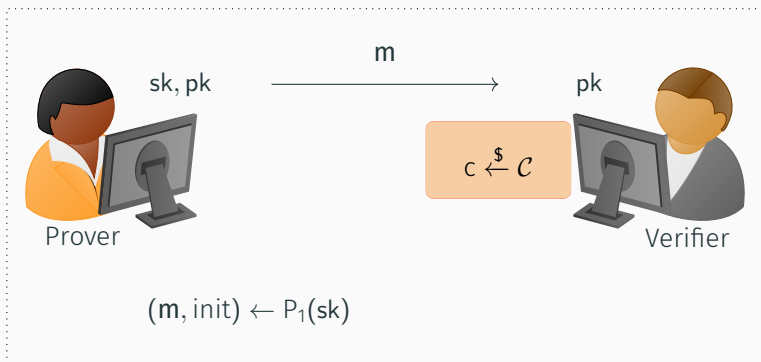 m
sk, pk
pk
c $← 𝒞
Prover
Verifier
(m, init) ← P₁(sk)